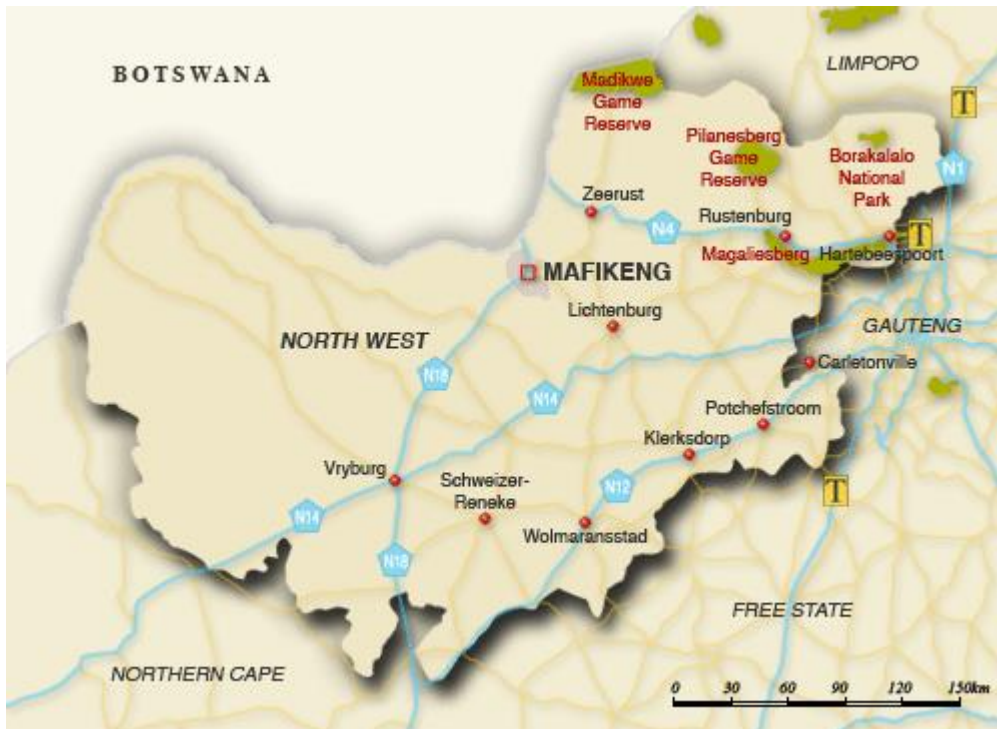 BOTSWANA
LIMPOPO
Madikwe
Game
Reserve
Pilanesberg
Game
Reserve
Borakalalo
National
Park
T
N1
Zeerust
Rustenburg
N4
T
Magaliesberg
Hartebeespoort
MAFIKENG
Lichtenburg
GAUTENG
NORTH WEST
Carletonville
N18
N14
Potchefstroom
Klerksdorp
Vryburg
Schweizer-
Reneke
N12
T
N14
Wolmaransstad
N18
FREE STATE
NORTHERN CAPE
0 30 60 90 120 150km